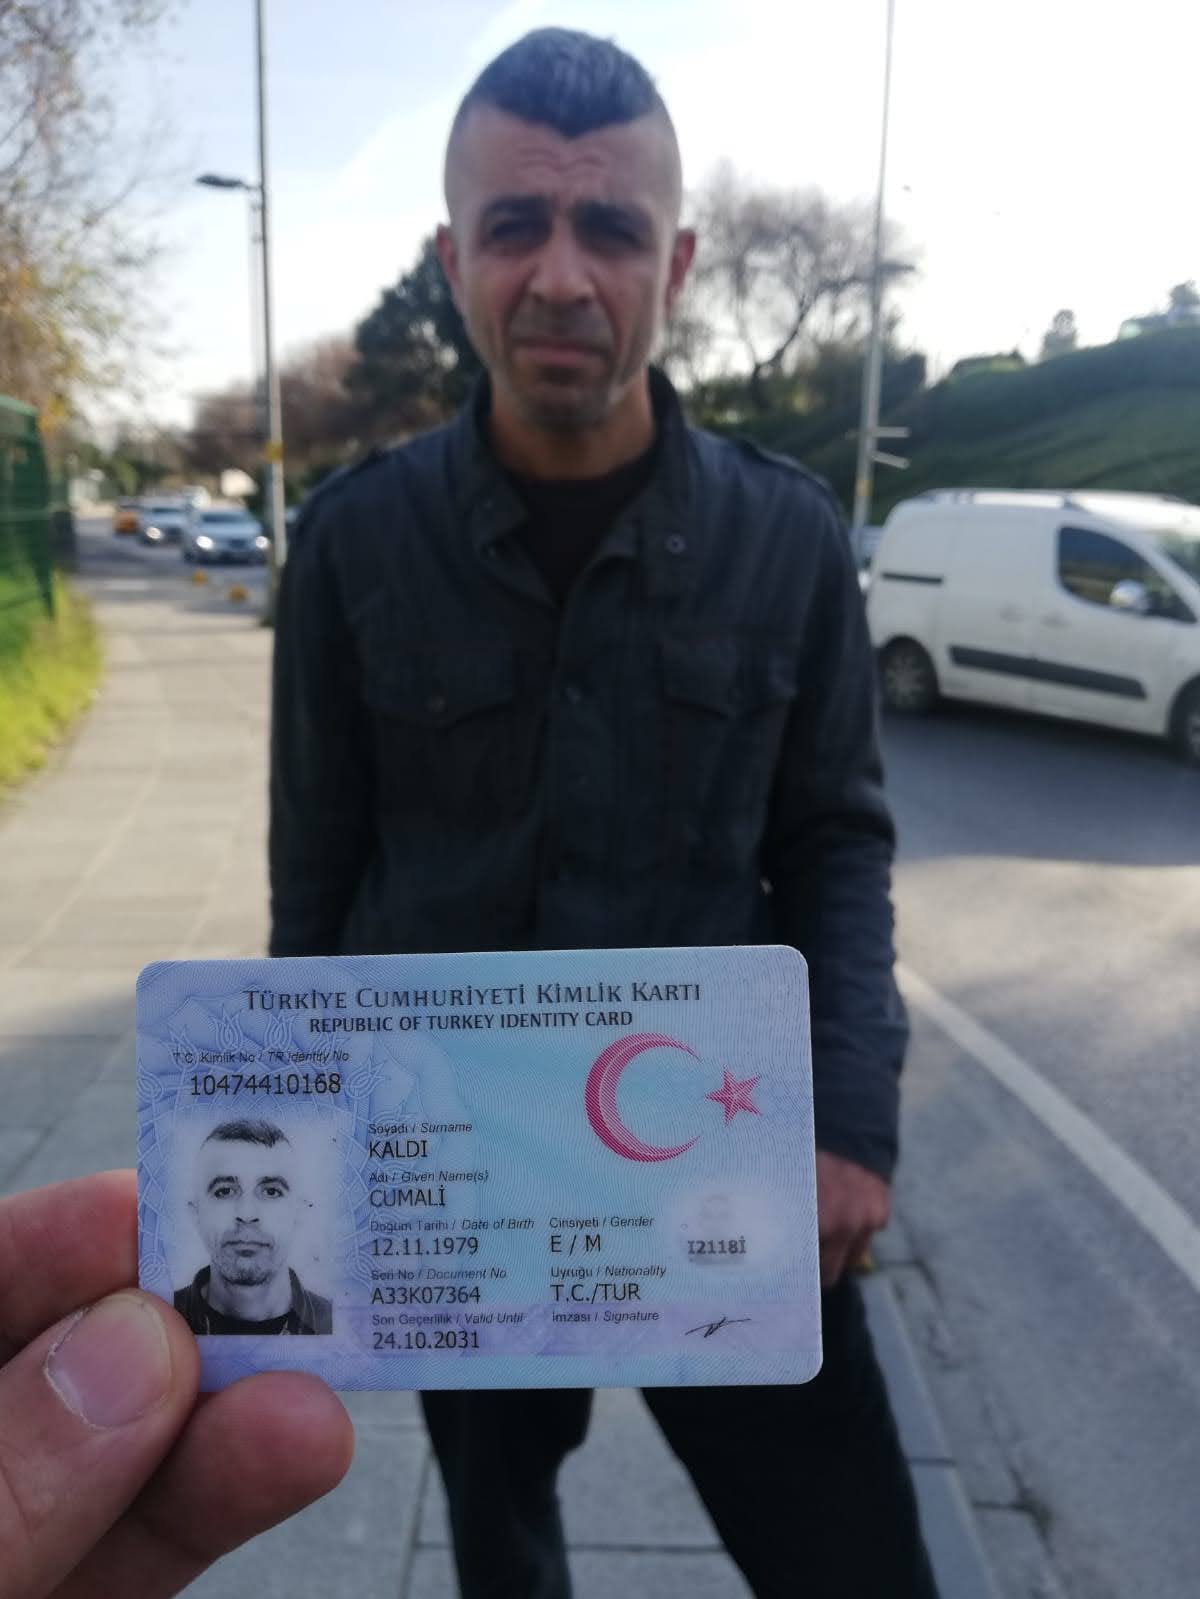 TÜRKİYE CUMHURİYETİ KİMLİK KARTI
REPUBLIC OF TURKEY IDENTITY CARD
T.C. Kimlik No / TR Identity No
10474410168
Soyadı / Surname
KALDI
Adı / Given Name(s)
CUMALİ
Doğum Tarihi / Date of Birth Cinsiyeti / Gender
12.11.1979 E / M
Seri No / Document No Uyruğu / Nationality
A33K07364 T.C./TUR
Son Geçerlilik / Valid Until İmzası / Signature
24.10.2031